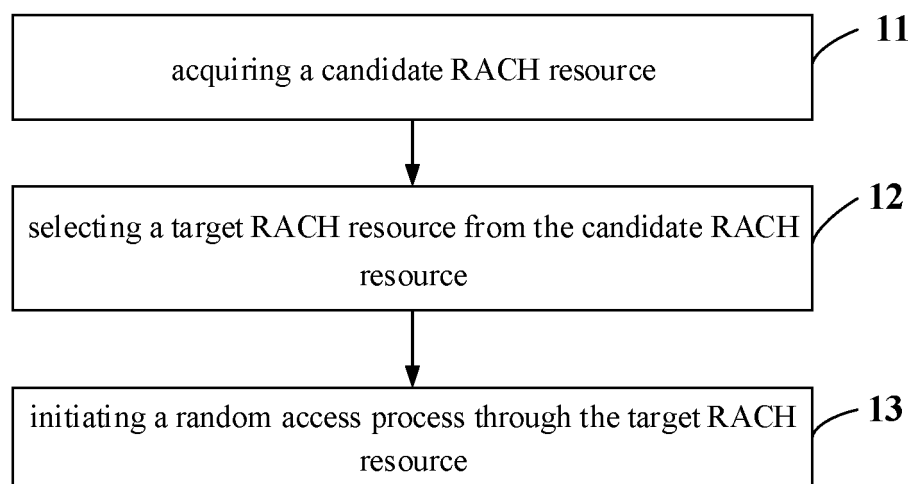 11
acquiring a candidate RACH resource
12
selecting a target RACH resource from the candidate RACH
resource
13
initiating a random access process through the target RACH
resource